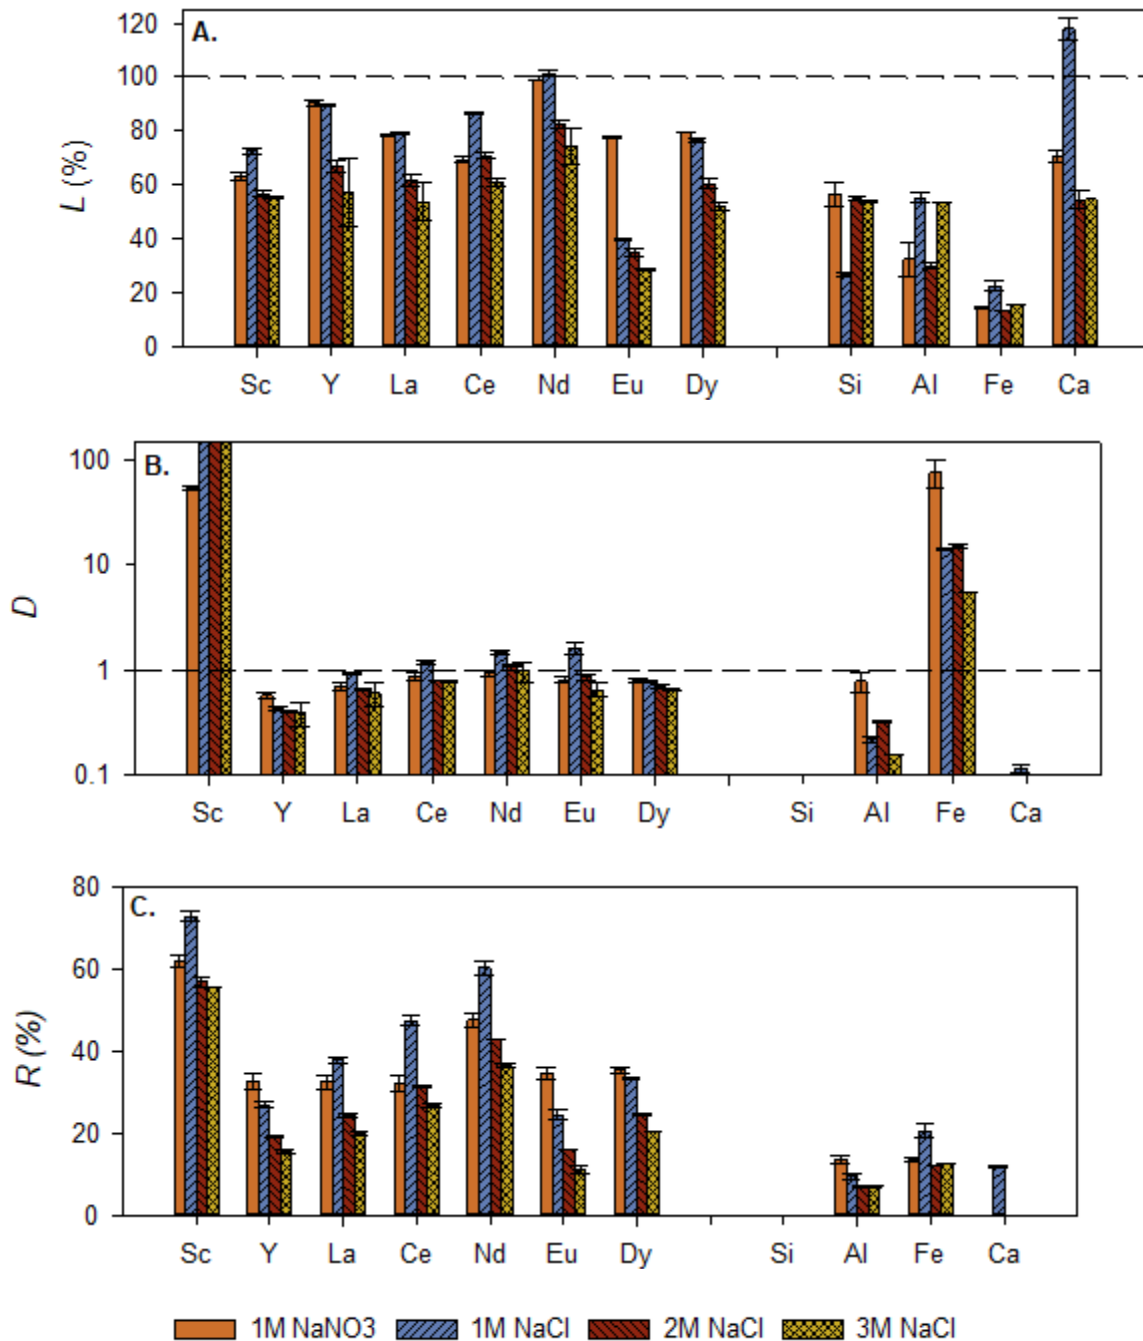 A.
L (%)
120
100
80
60
40
20
0
Sc Y La Ce Nd Eu Dy Si Al Fe Ca
B.
D
100
10
1
0.1
Sc Y La Ce Nd Eu Dy Si Al Fe Ca
C.
R (%)
80
60
40
20
0
Sc Y La Ce Nd Eu Dy Si Al Fe Ca
1M NaNO3 1M NaCl 2M NaCl 3M NaCl